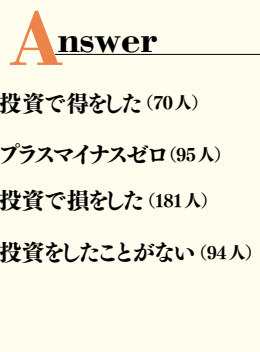 Answer
投資で得をした（70人）
プラスマイナスゼロ（95人）
投資で損をした（181人）
投資をしたことがない（94人）